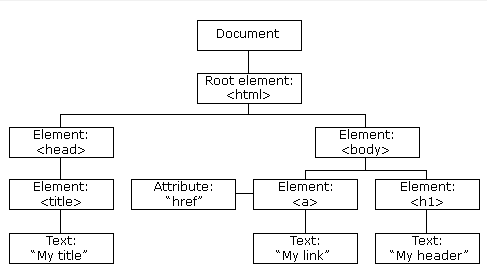 Document
Root element:
<html>
Element:
<head>
Element:
<body>
Element:
<title>
Attribute:
“href”
Element:
<a>
Element:
<h1>
Text:
“My title”
Text:
“My link”
Text:
“My header”